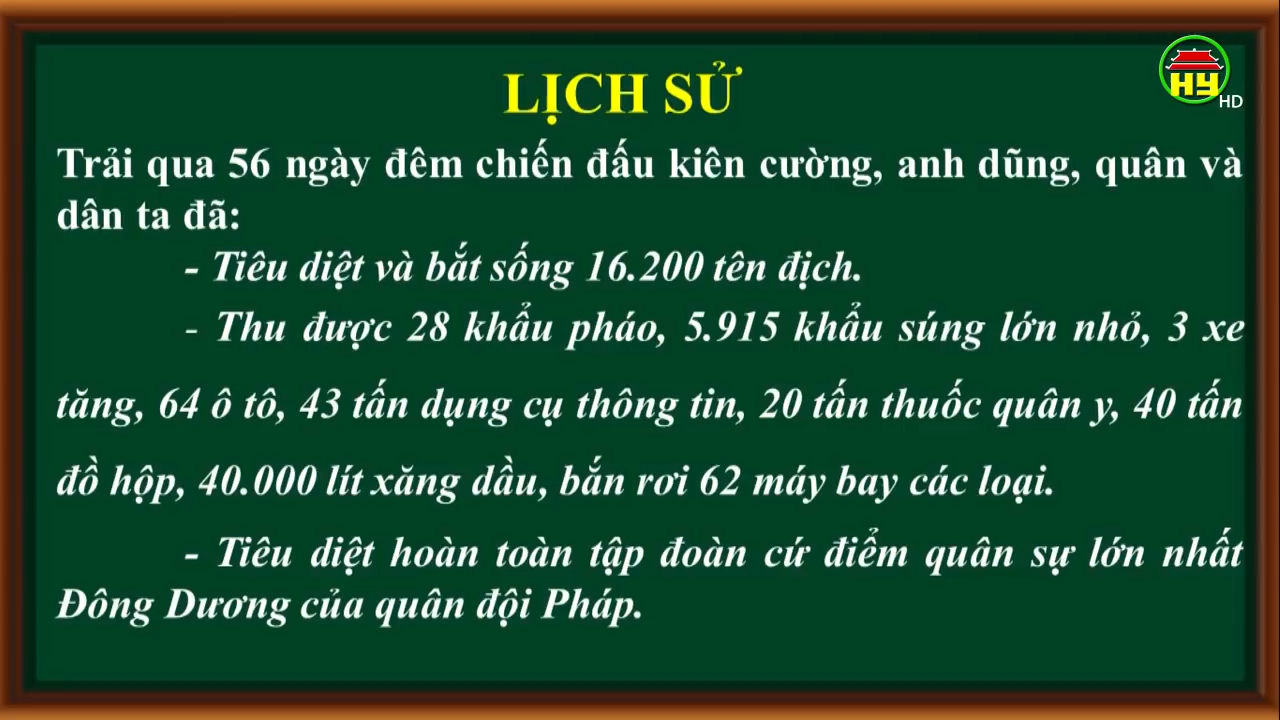 LỊCH SỬ
HY
HD
Trải qua 56 ngày đêm chiến đấu kiên cường, anh dũng, quân và
dân ta đã:
- Tiêu diệt và bắt sống 16.200 tên địch.
- Thu được 28 khẩu pháo, 5.915 khẩu súng lớn nhỏ, 3 xe
tăng, 64 ô tô, 43 tấn dụng cụ thông tin, 20 tấn thuốc quân y, 40 tấn
đồ hộp, 40.000 lít xăng dầu, bắn rơi 62 máy bay các loại.
- Tiêu diệt hoàn toàn tập đoàn cứ điểm quân sự lớn nhất
Đông Dương của quân đội Pháp.